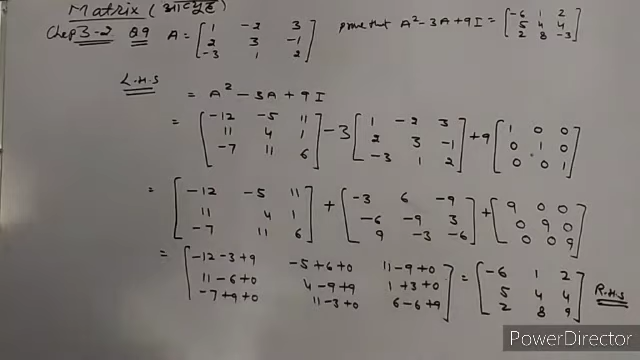 Matrix (आव्यूह)
Chap 3-2 Q9 A = [1 -2 3; 2 3 -1; -3 1 2] prove that A² - 3A + 9I = [-6 1 2; 5 4 4; 2 8 -3]
L.H.S
= A² - 3A + 9I
= [-12 -5 11; 11 4 1; -7 11 6] - 3 [1 -2 3; 2 3 -1; -3 1 2] + 9 [1 0 0; 0 1 0; 0 0 1]
= [-12 -5 11; 11 4 1; -7 11 6] + [-3 6 -9; -6 -9 3; 9 -3 -6] + [9 0 0; 0 9 0; 0 0 9]
= [-12-3+9 -5+6+0 11-9+0; 11-6+0 4-9+9 1+3+0; -7+9+0 11-3+0 6-6+9] = [-6 1 2; 5 4 4; 2 8 9] R.H.S
PowerDirector